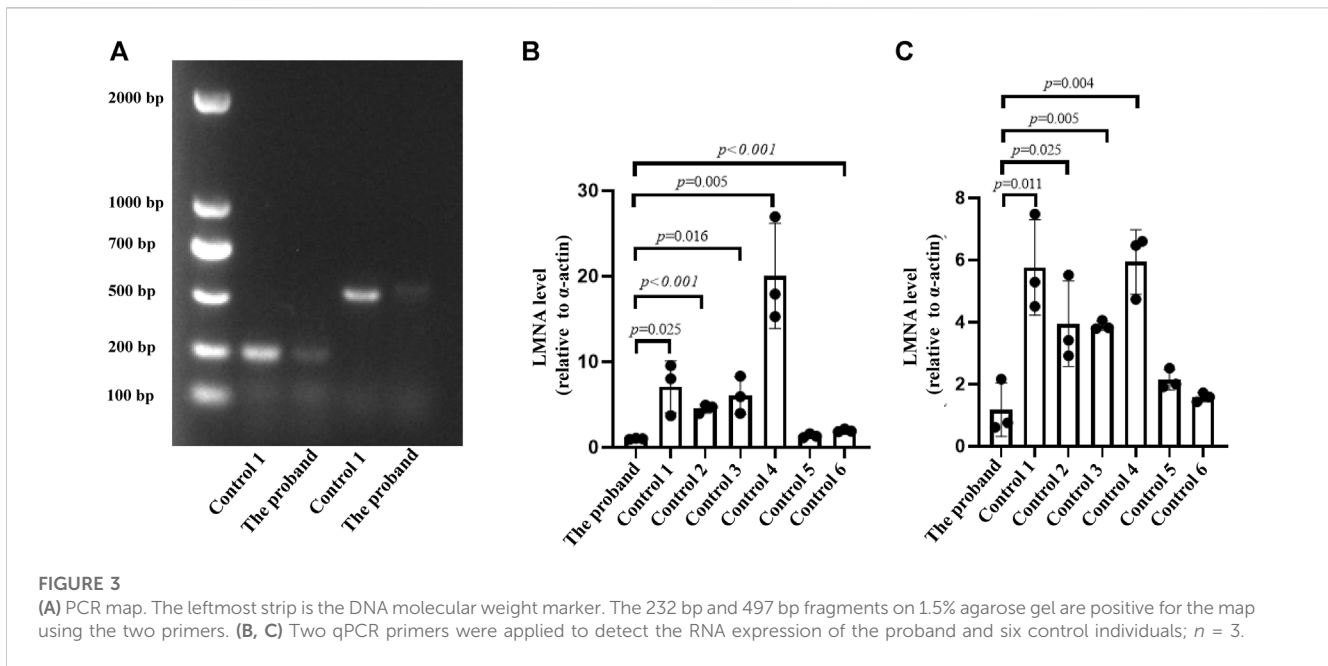 A
2000 bp
1000 bp
700 bp
500 bp
200 bp
100 bp
Control 1
The proband
Control 1
The proband
B
p<0.001
p=0.005
p=0.016
p<0.001
p=0.025
LMNA level
(relative to α-actin)
30
20
10
0
The proband
Control 1
Control 2
Control 3
Control 4
Control 5
Control 6
C
p=0.004
p=0.005
p=0.025
p=0.011
LMNA level
(relative to α-actin)
8
6
4
2
0
The proband
Control 1
Control 2
Control 3
Control 4
Control 5
Control 6
FIGURE 3
(A) PCR map. The leftmost strip is the DNA molecular weight marker. The 232 bp and 497 bp fragments on 1.5% agarose gel are positive for the map
using the two primers. (B, C) Two qPCR primers were applied to detect the RNA expression of the proband and six control individuals; n = 3.